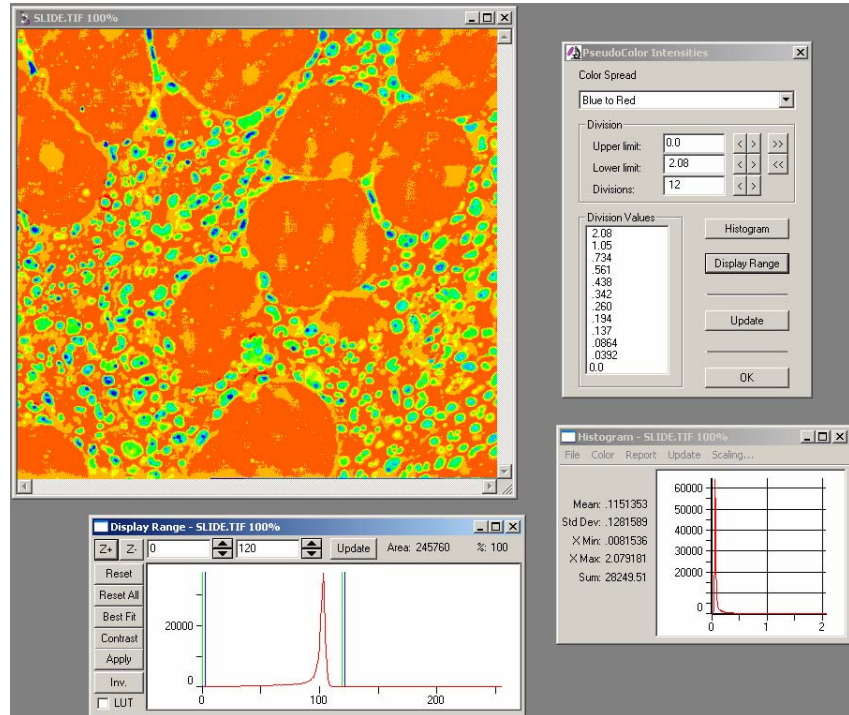 SLIDE.TIF 100%
PseudoColor Intensities
Color Spread
Blue to Red
Division
Upper limit: 0.0 < > >>
Lower limit: 2.08 < > <<
Divisions: 12 < >
Division Values
2.08
1.05
.734
.561
.438
.342
.260
.194
.137
.0864
.0392
0.0
Histogram
Display Range
Update
OK
Histogram - SLIDE.TIF 100%
File Color Report Update Scaling...
Mean: .1151353
Std Dev: .1281589
X Min: .0081536
X Max: 2.079181
Sum: 28249.51
60000
50000
40000
30000
20000
0
0 1 2
Display Range - SLIDE.TIF 100%
Z+ Z- 0 120 Update Area: 245760 %: 100
Reset
Reset All
Best Fit
Contrast
Apply
Inv.
LUT
20000
0
0 100 200